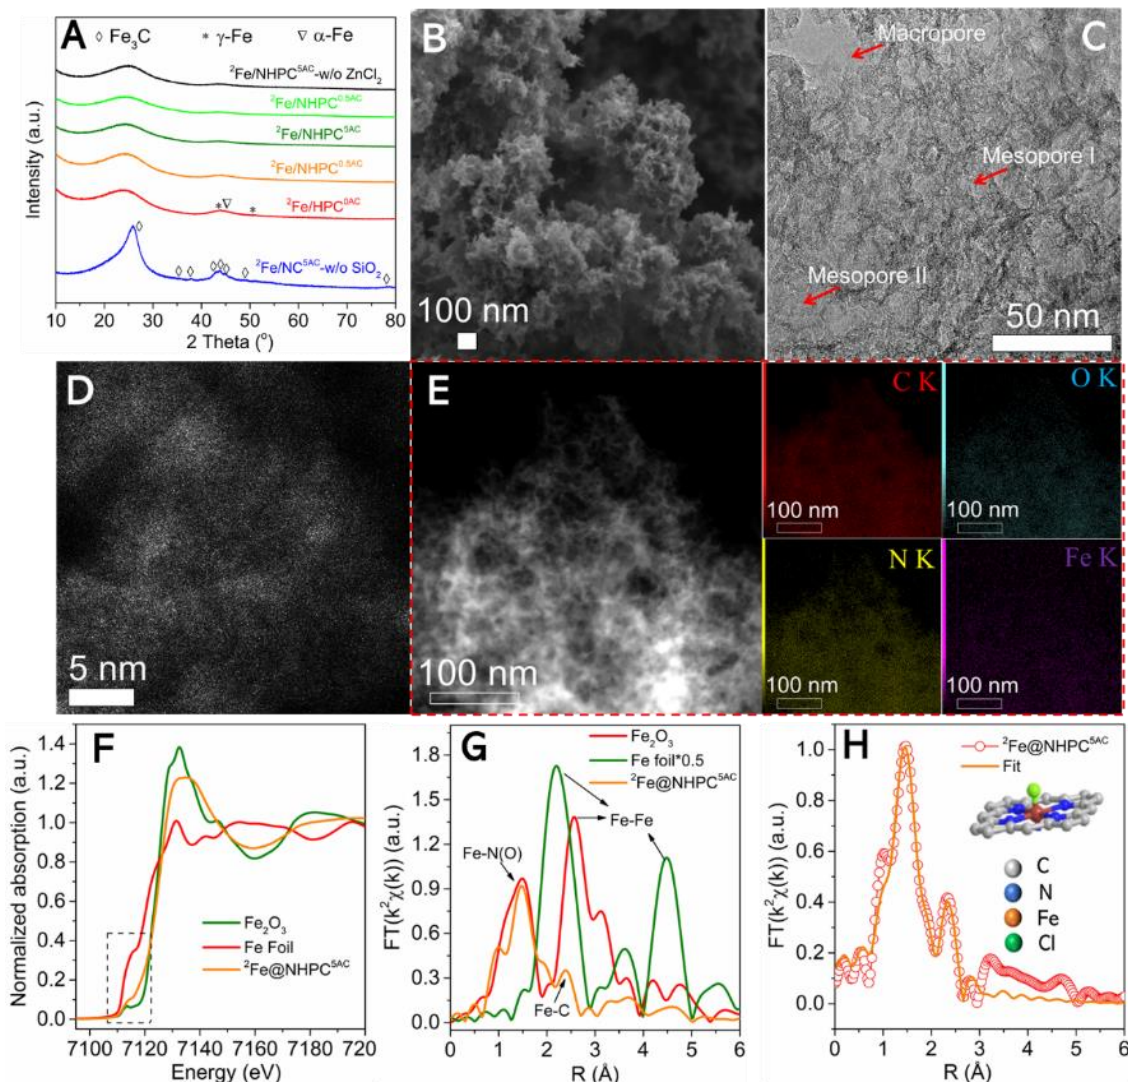 A
◊ Fe₃C * γ-Fe ▽ α-Fe
²Fe/NHPC⁵ᴬᶜ-w/o ZnCl₂
²Fe/NHPC⁰·⁵ᴬᶜ
²Fe/NHPC⁵ᴬᶜ
²Fe/NHPC⁰·⁵ᴬᶜ
²Fe/HPC⁰ᴬᶜ
²Fe/NC⁵ᴬᶜ-w/o SiO₂
Intensity (a.u.)
10 20 30 40 50 60 70 80
2 Theta (°)
B
100 nm
C
Macropore
Mesopore I
Mesopore II
50 nm
D
5 nm
E
100 nm
C K
100 nm
O K
100 nm
N K
100 nm
Fe K
100 nm
F
Normalized absorption (a.u.)
1.4
1.2
1.0
0.8
0.6
0.4
0.2
0.0
Fe₂O₃
Fe Foil
²Fe@NHPC⁵ᴬᶜ
7100 7120 7140 7160 7180 720
Energy (eV)
G
FT(k²χ(k)) (a.u.)
1.8
1.5
1.2
0.9
0.6
0.3
0.0
Fe₂O₃
Fe foil*0.5
²Fe@NHPC⁵ᴬᶜ
Fe-Fe
Fe-N(O)
Fe-C
0 1 2 3 4 5 6
R (Å)
H
FT(k²χ(k)) (a.u.)
1.0
0.8
0.6
0.4
0.2
0.0
²Fe@NHPC⁵ᴬᶜ
Fit
C
N
Fe
Cl
0 1 2 3 4 5 6
R (Å)